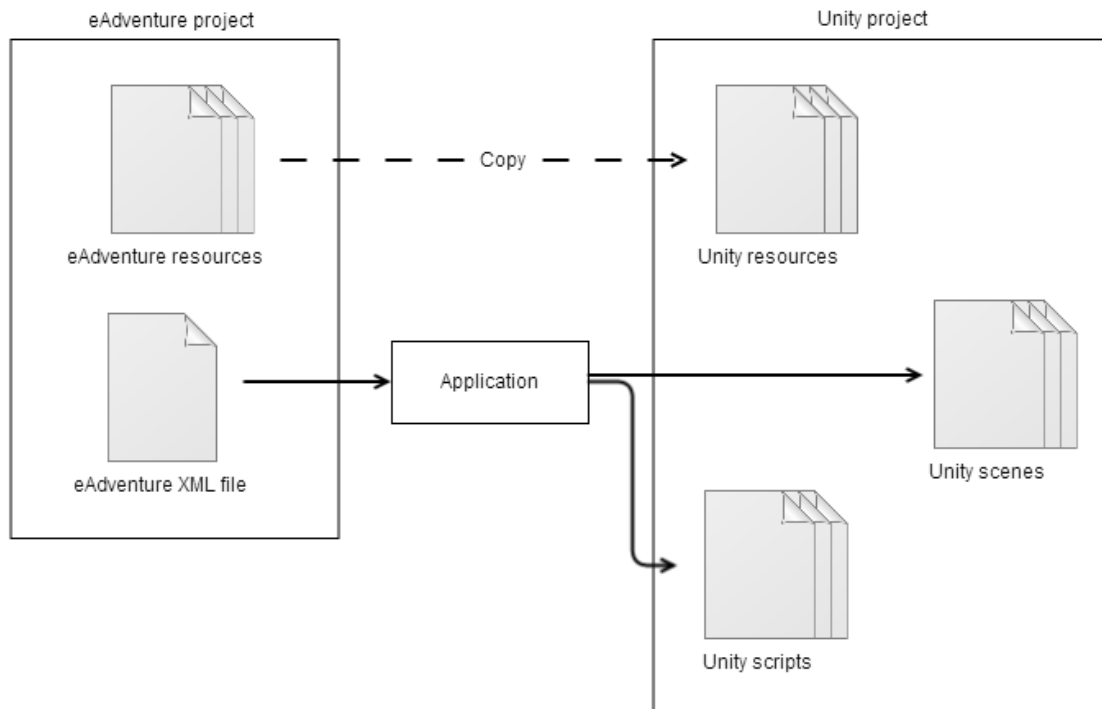 eAdventure project
Unity project
Copy
eAdventure resources
Unity resources
Application
eAdventure XML file
Unity scenes
Unity scripts